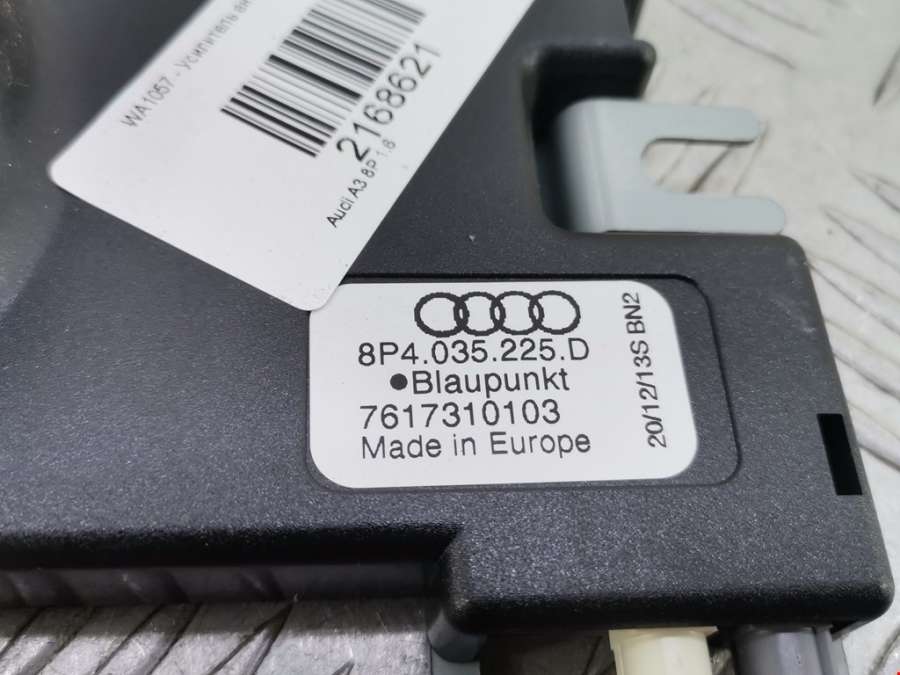 WA1057 - Усилитель ан
2168621
Audi A3 8P 1.6
8P4.035.225.D
Blaupunkt
7617310103
Made in Europe
20/12/13S BN2